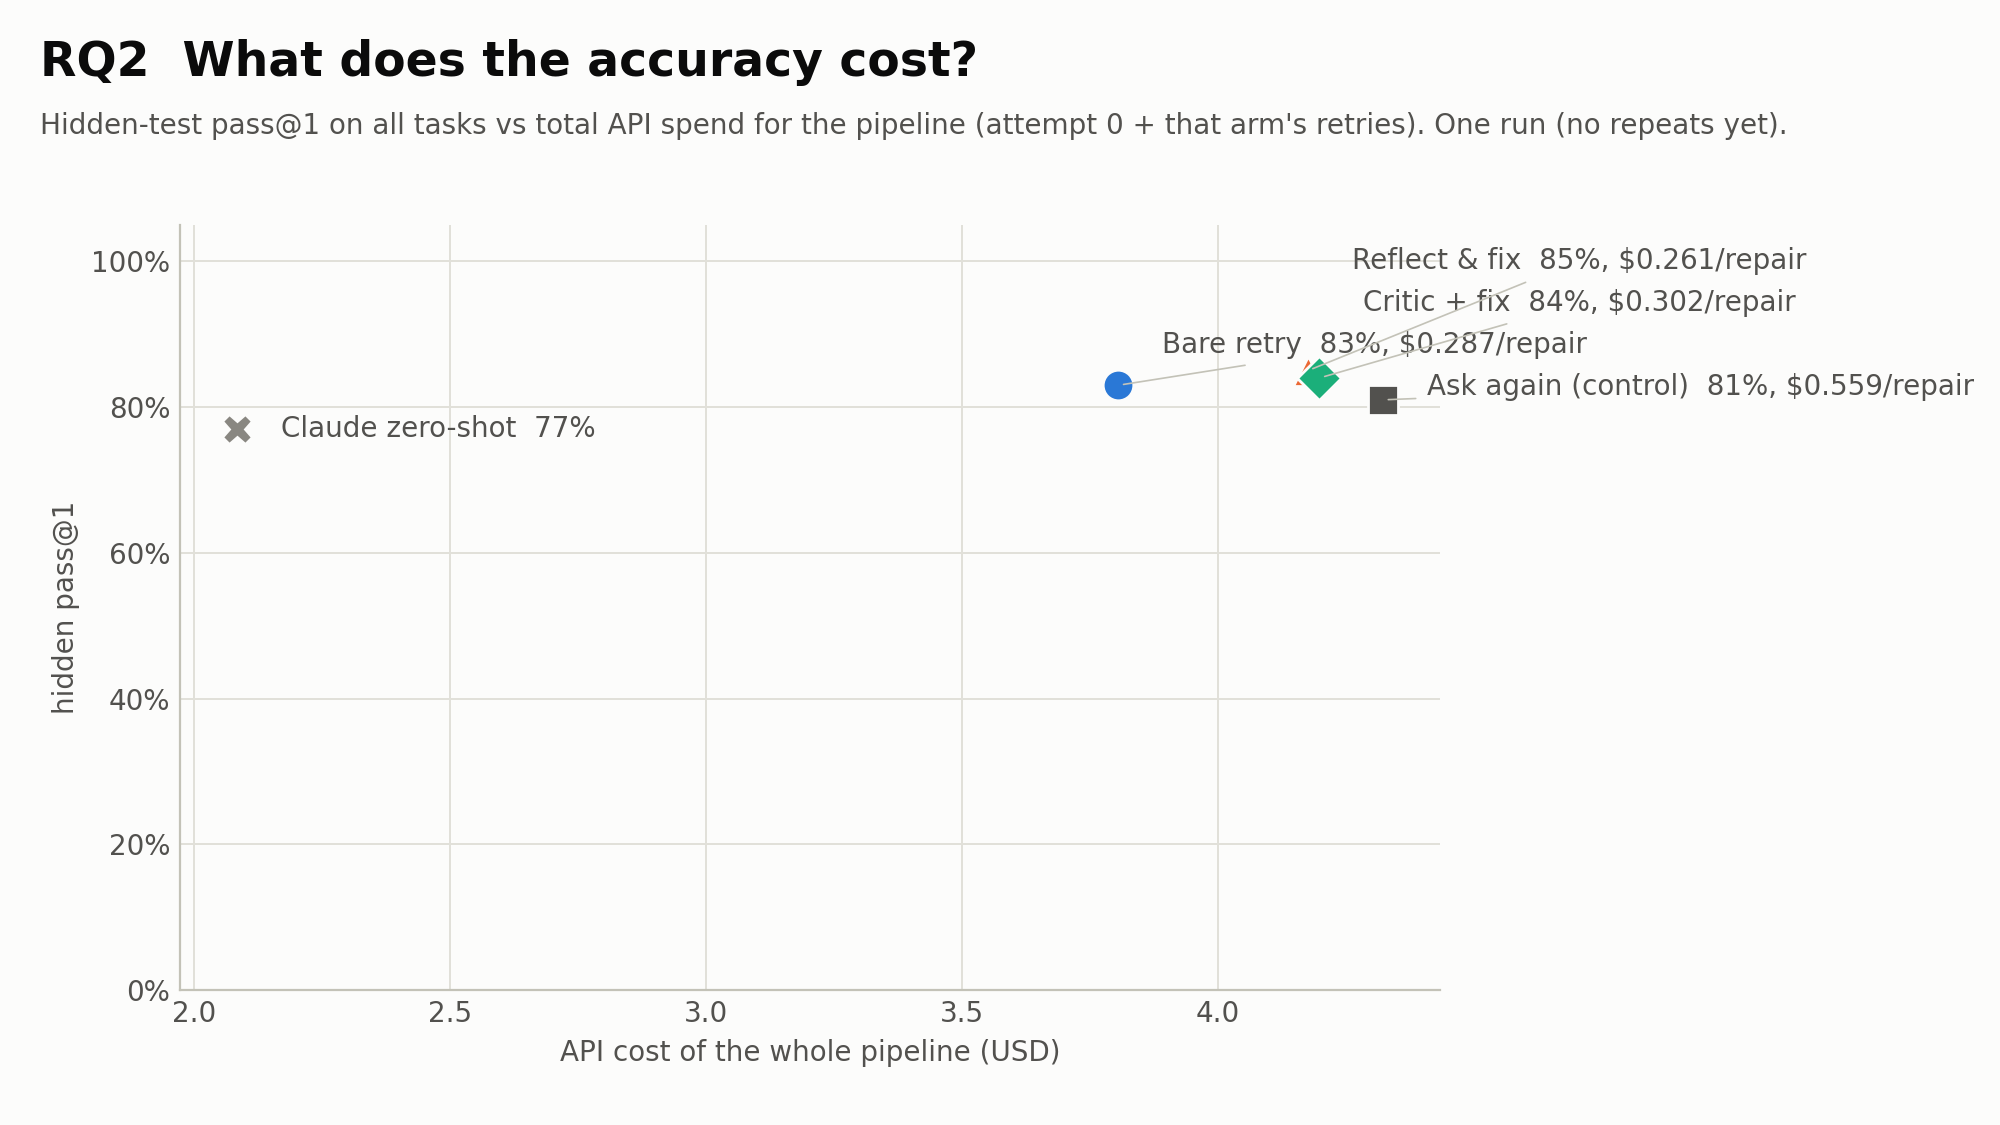 RQ2  What does the accuracy cost?
Hidden-test pass@1 on all tasks vs total API spend for the pipeline (attempt 0 + that arm's retries). One run (no repeats yet).
100%
80%
60%
40%
20%
0%
hidden pass@1
Reflect & fix  85%, $0.261/repair
Critic + fix  84%, $0.302/repair
Bare retry  83%, $0.287/repair
Ask again (control)  81%, $0.559/repair
Claude zero-shot  77%
2.0
2.5
3.0
3.5
4.0
API cost of the whole pipeline (USD)